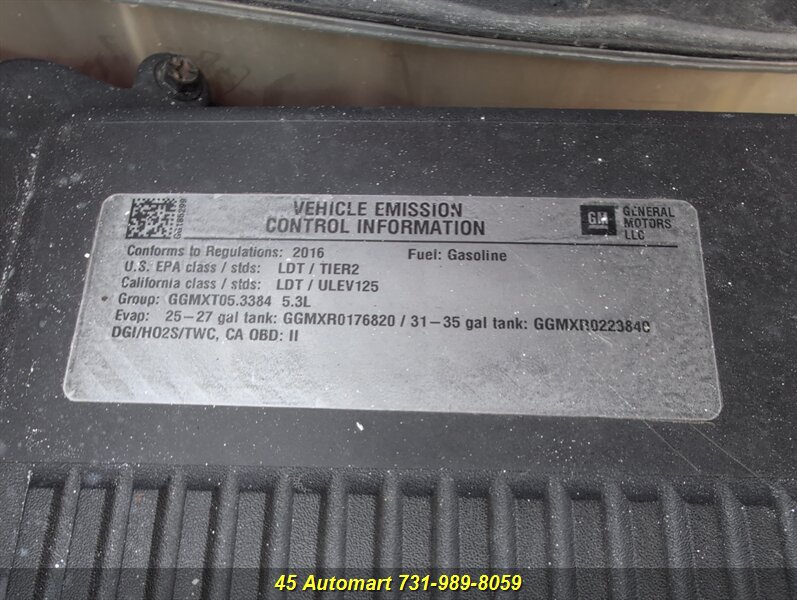 VEHICLE EMISSION
CONTROL INFORMATION
GM GENERAL
MOTORS
LLC
Conforms to Regulations: 2016 Fuel: Gasoline
U.S. EPA class / stds: LDT / TIER2
California class / stds: LDT / ULEV125
Group: GGMXT05.3384 5.3L
Evap: 25-27 gal tank: GGMXR0176820 / 31-35 gal tank: GGMXR0223840
DGI/HO2S/TWC, CA OBD: II
45 Automart 731-989-8059